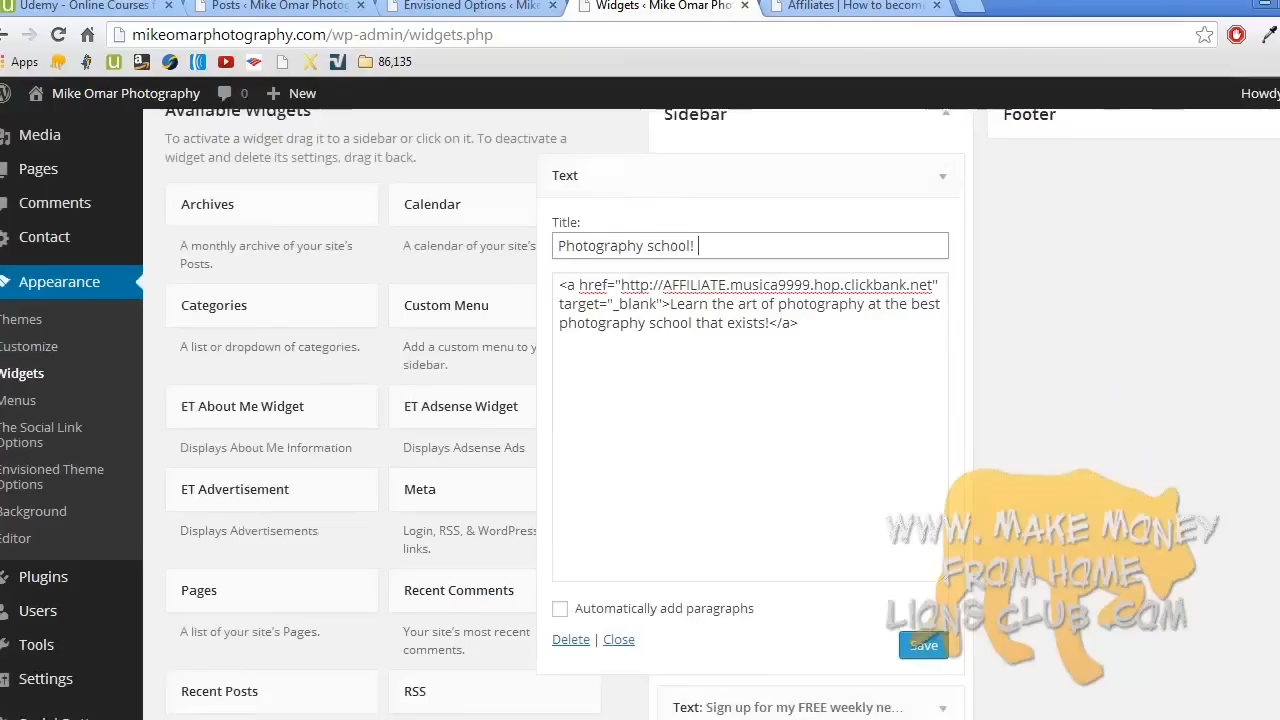 Udemy - Online Courses f
Posts ‹ Mike Omar Photog
Envisioned Options ‹ Mik
Widgets ‹ Mike Omar Pho
Affiliates | How to becom
mikeomarphotography.com/wp-admin/widgets.php
Apps
86,135
Mike Omar Photography
0
New
Howdy
Media
Pages
Comments
Contact
Appearance
Themes
Customize
Widgets
Menus
The Social Link
Options
Envisioned Theme
Options
Background
Editor
Plugins
Users
Tools
Settings
Available Widgets
To activate a widget drag it to a sidebar or click on it. To deactivate a
widget and delete its settings, drag it back.
Archives
A monthly archive of your site's
Posts.
Calendar
A calendar of your site's
Categories
A list or dropdown of categories.
Custom Menu
Add a custom menu to y
sidebar.
ET About Me Widget
Displays About Me Information
ET Adsense Widget
Displays Adsense Ads
ET Advertisement
Displays Advertisements
Meta
Login, RSS, & WordPress
links.
Pages
A list of your site's Pages.
Recent Comments
Your site's most recent
comments.
Recent Posts
RSS
Sidebar
Text
Title:
Photography school!
<a href="http://AFFILIATE.musica9999.hop.clickbank.net"
target="_blank">Learn the art of photography at the best
photography school that exists!</a>
Automatically add paragraphs
Delete | Close
Save
Text: Sign up for my FREE weekly ne...
Footer
WWW. MAKE MONEY
FROM HOME
LIONS CLUB .COM